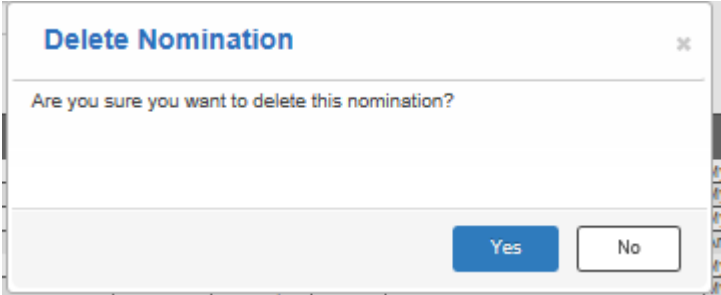 Delete Nomination
×
Are you sure you want to delete this nomination?
Yes
No